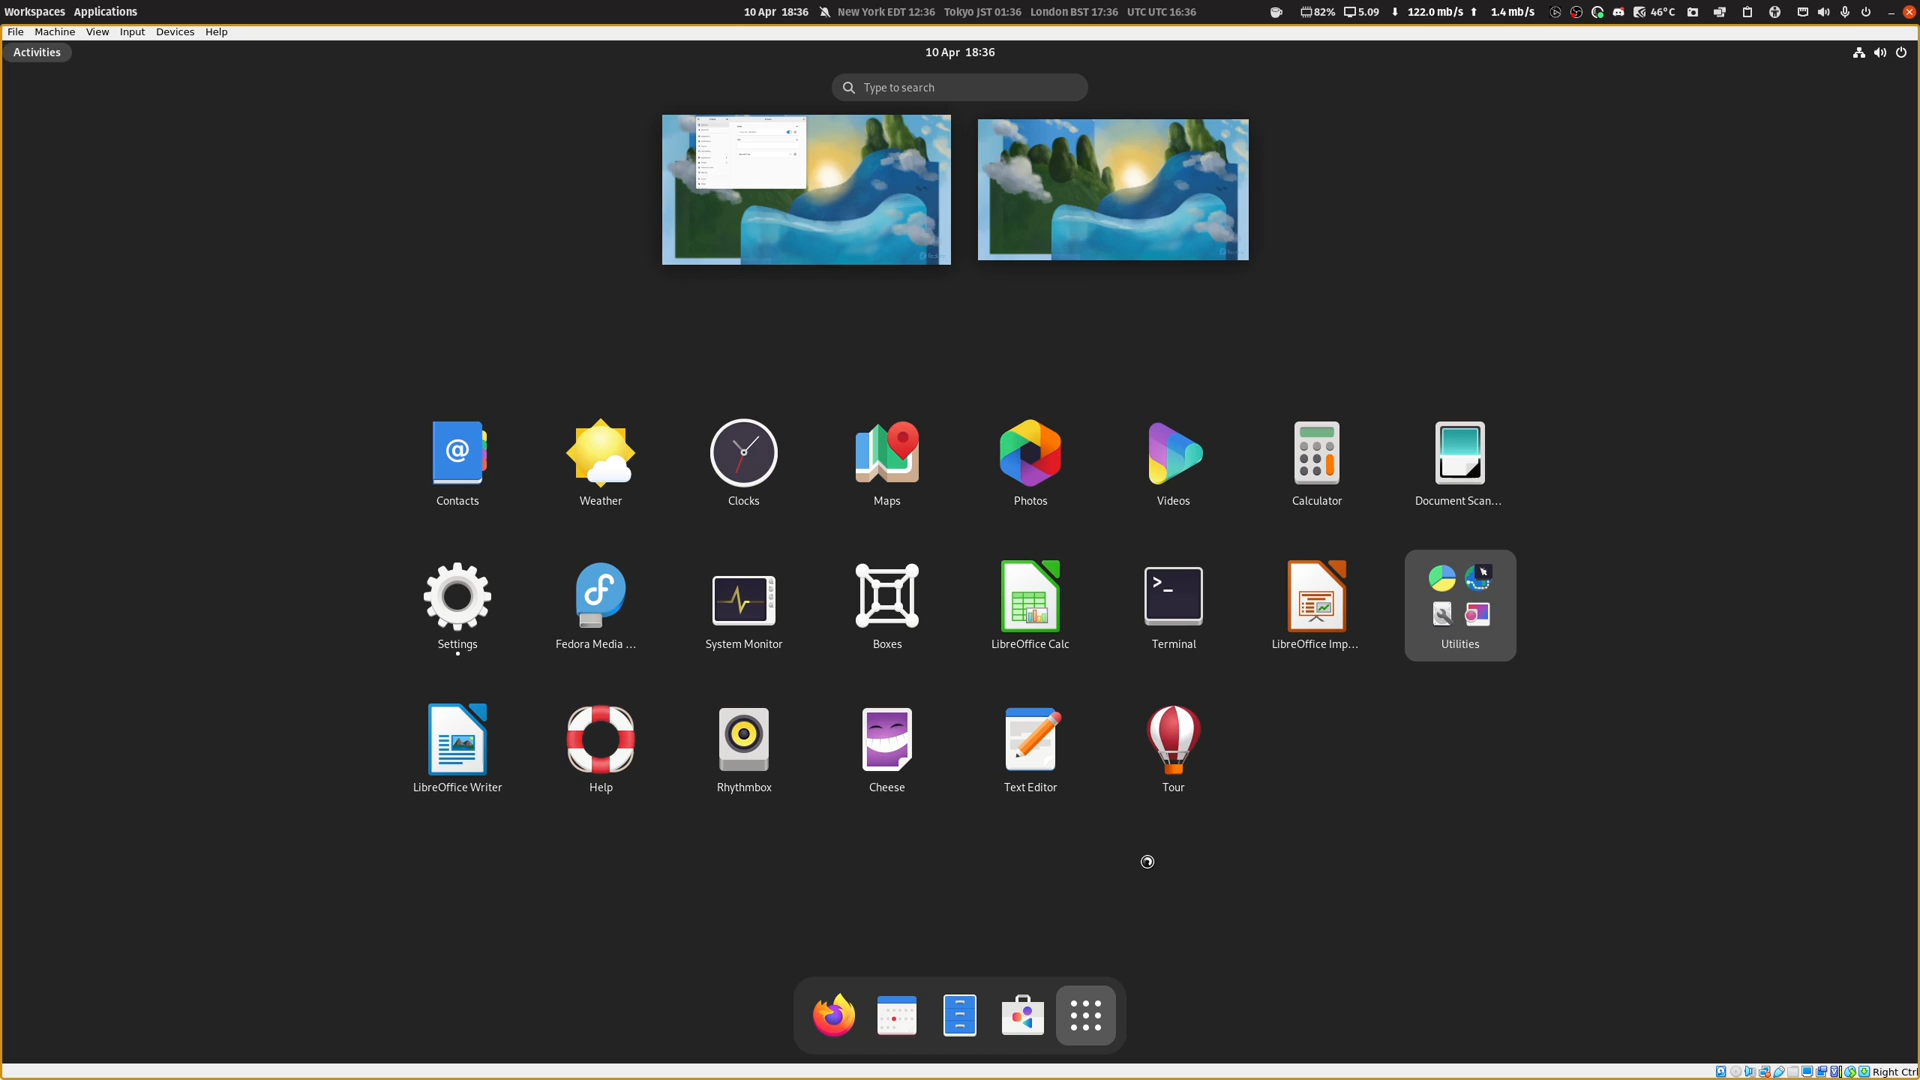 Workspaces Applications 10 Apr 18:36 New York EDT 12:36 Tokyo JST 01:36 London BST 17:36 UTC UTC 16:36 82% 5.09 122.0 mb/s 1.4 mb/s 46°C
File Machine View Input Devices Help
Activities 10 Apr 18:36
Type to search
Contacts Weather Clocks Maps Photos Videos Calculator Document Scan...
Settings Fedora Media ... System Monitor Boxes LibreOffice Calc Terminal LibreOffice Imp... Utilities
LibreOffice Writer Help Rhythmbox Cheese Text Editor Tour
Right Ctrl